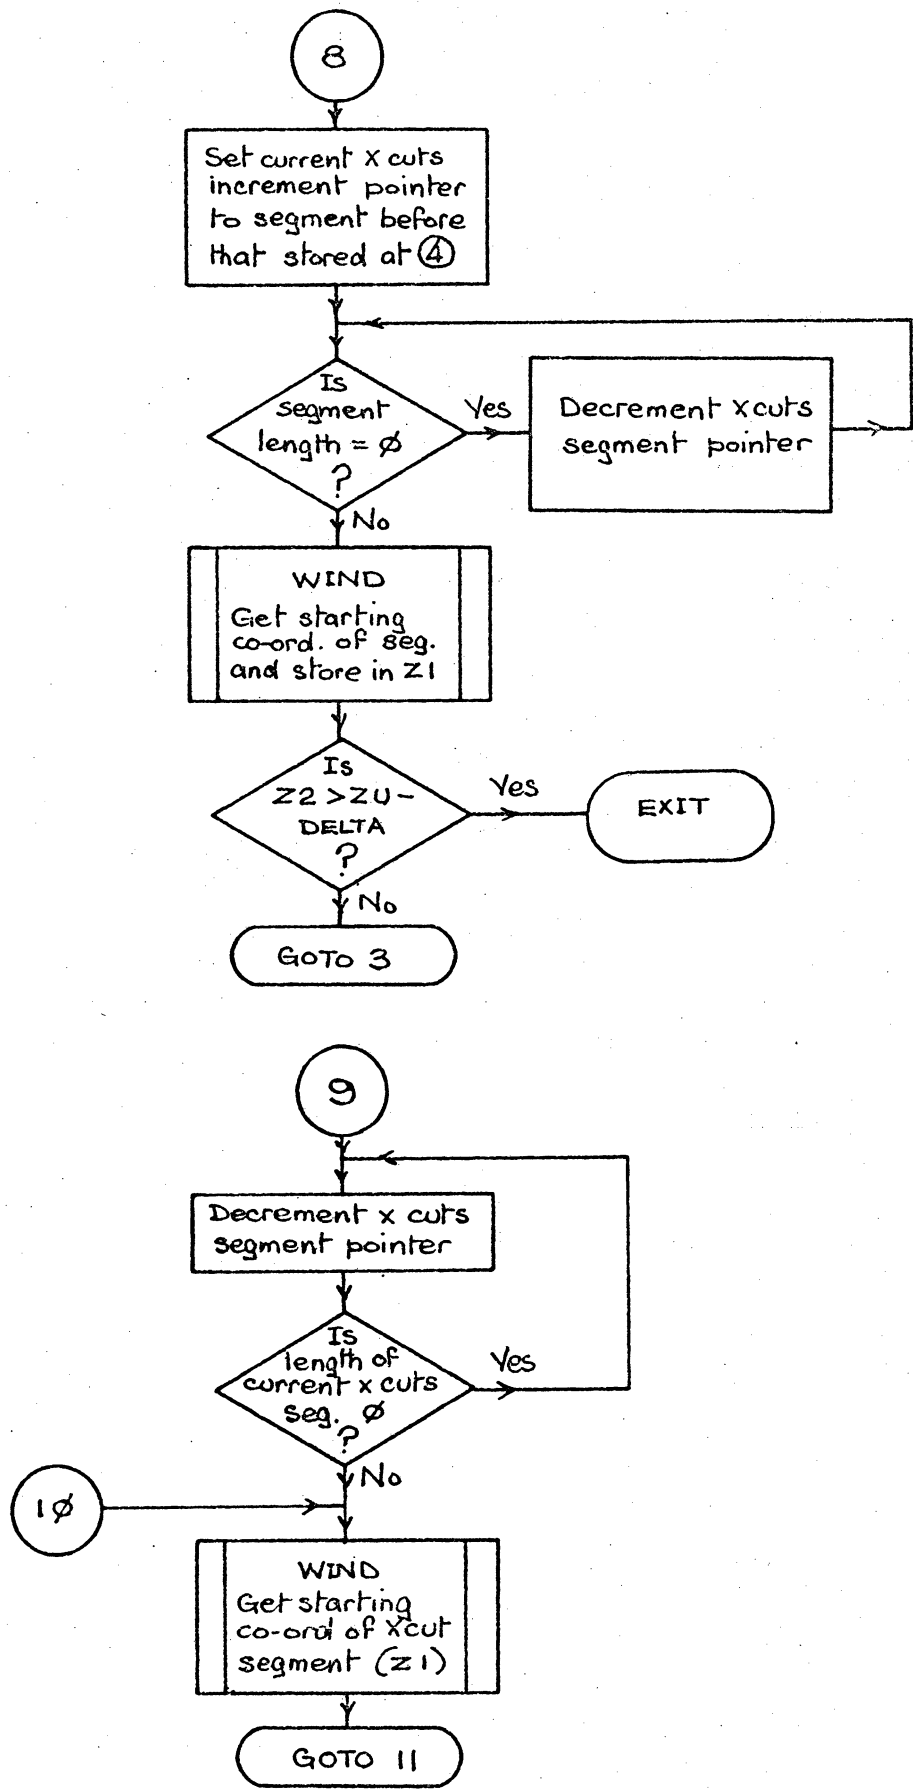 8
Set current x cuts
increment pointer
to segment before
that stored at ④
Is
segment
length = ϕ
?
Yes
Decrement xcuts
segment pointer
No
WIND
Get starting
co-ord. of seg.
and store in Z1
Is
Z2 > ZU -
DELTA
?
Yes
EXIT
No
GOTO 3
9
Decrement x cuts
segment pointer
Is
length of
current x cuts
seg. ϕ
?
Yes
No
1ϕ
WIND
Get starting
co-ord of xcut
segment (Z1)
GOTO 11